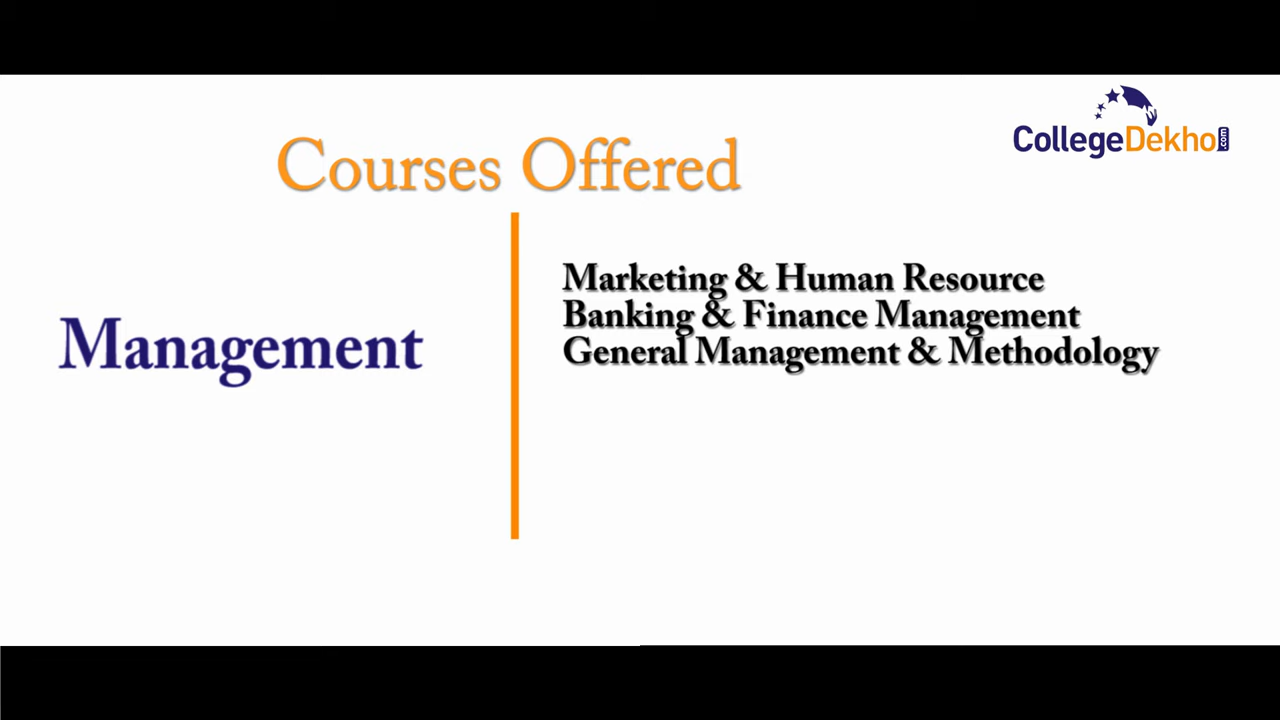 CollegeDekho.com
Courses Offered
Management
Marketing & Human Resource
Banking & Finance Management
General Management & Methodology